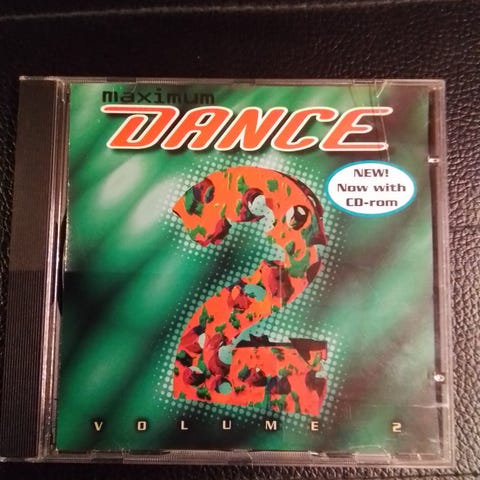 maximum
DANCE
NEW!
Now with
CD-rom
2
VOLUME 2